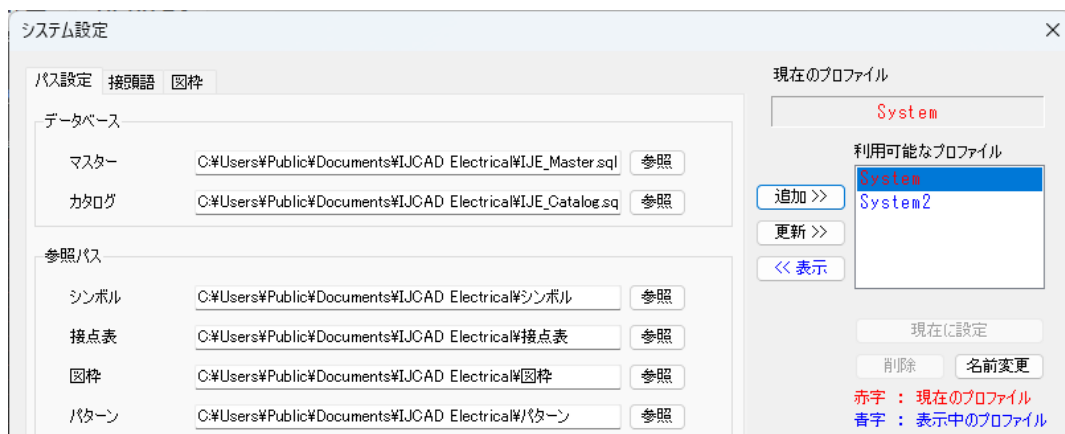 システム設定
パス設定 接頭語 図枠
データベース
マスター C:¥Users¥Public¥Documents¥IJCAD Electrical¥IJE_Master.sql 参照
カタログ C:¥Users¥Public¥Documents¥IJCAD Electrical¥IJE_Catalog.sq 参照
参照パス
シンボル C:¥Users¥Public¥Documents¥IJCAD Electrical¥シンボル 参照
接点表 C:¥Users¥Public¥Documents¥IJCAD Electrical¥接点表 参照
図枠 C:¥Users¥Public¥Documents¥IJCAD Electrical¥図枠 参照
パターン C:¥Users¥Public¥Documents¥IJCAD Electrical¥パターン 参照
現在のプロファイル
System
利用可能なプロファイル
System
System2
追加 >>
更新 >>
<< 表示
現在に設定
削除 名前変更
赤字 : 現在のプロファイル
青字 : 表示中のプロファイル